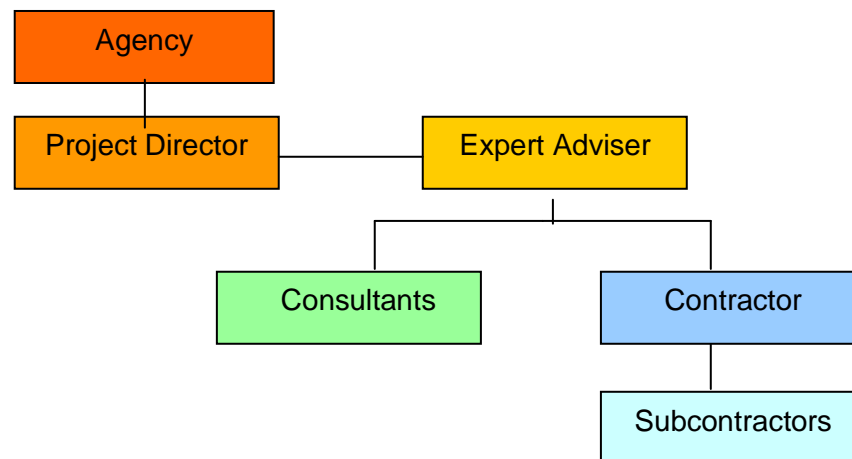 Agency
Project Director
Expert Adviser
Consultants
Contractor
Subcontractors